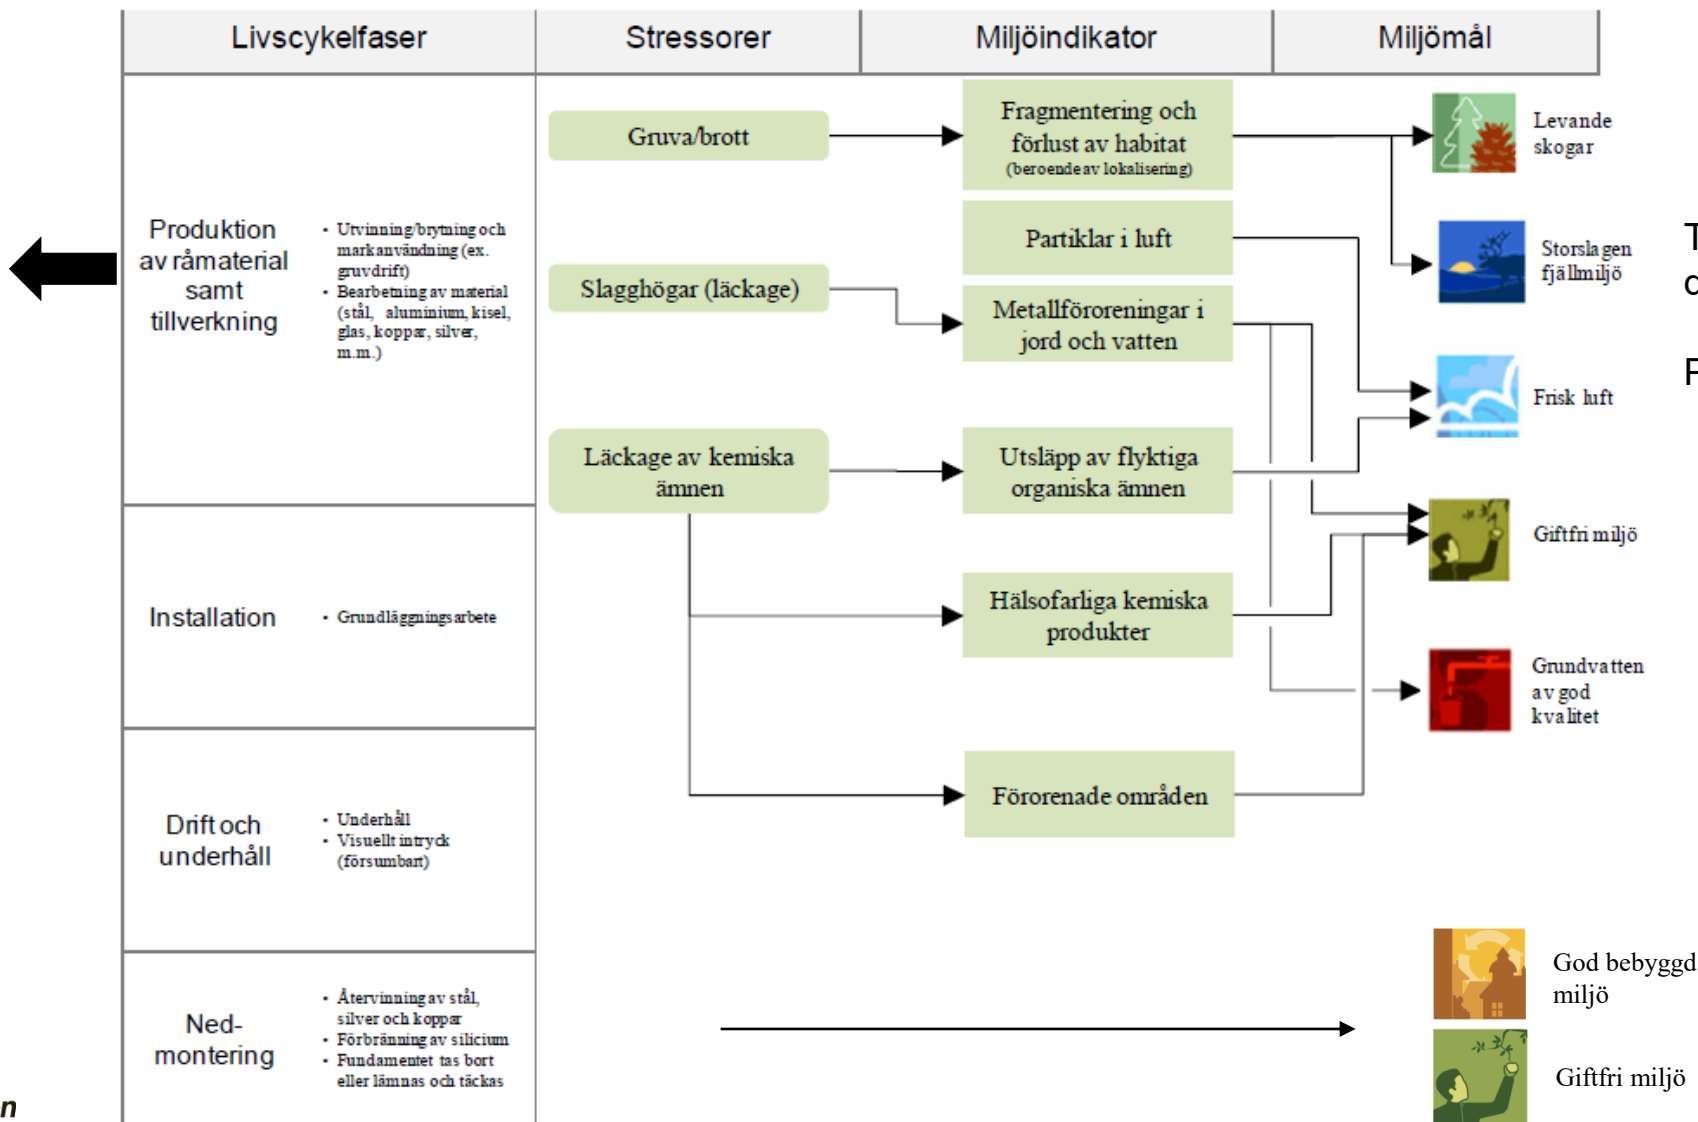 Livscykelfaser
Stressorer
Miljöindikator
Miljömål
Produktion
av råmaterial
samt
tillverkning
• Utvinning/brytning och
markanvändning (ex.
gruvdrift)
• Bearbetning av material
(stål, aluminium, kisel,
glas, koppar, silver,
m.m.)
Gruva/brott
Slagghögar (läckage)
Läckage av kemiska
ämnen
Fragmentering och
förlust av habitat
(beroende av lokalisering)
Partiklar i luft
Metallföroreningar i
jord och vatten
Utsläpp av flyktiga
organiska ämnen
Hälsofarliga kemiska
produkter
Förorenade områden
Levande
skogar
Storslagen
fjällmiljö
Frisk luft
Giftfri miljö
Grundvatten
av god
kvalitet
Installation
• Grundläggningsarbete
Drift och
underhåll
• Underhåll
• Visuellt intryck
(försumbart)
Ned-
montering
• Återvinning av stål,
silver och koppar
• Förbränning av silicium
• Fundamentet tas bort
eller lämnas och täckas
God bebyggd
miljö
Giftfri miljö
n